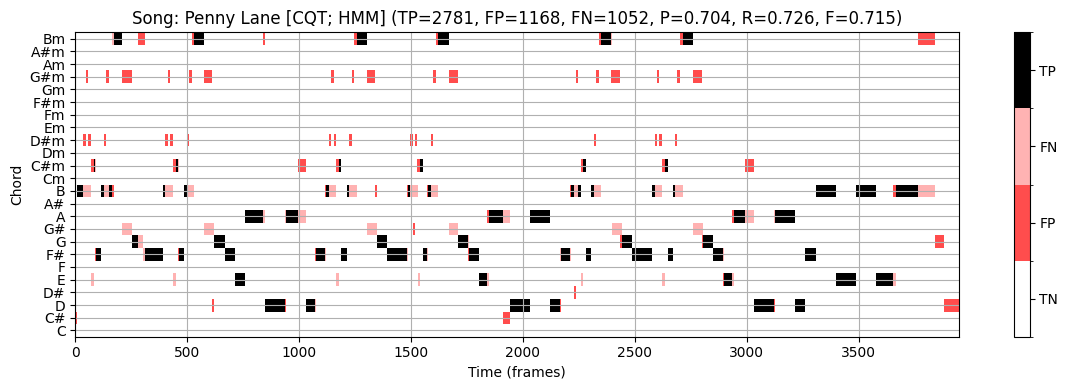 Song: Penny Lane [CQT; HMM] (TP=2781, FP=1168, FN=1052, P=0.704, R=0.726, F=0.715)
Bm
A#m
Am
G#m
Gm
F#m
Fm
Em
D#m
Dm
C#m
Cm
B
A#
A
G#
G
F#
F
E
D#
D
C#
C
Chord
0 500 1000 1500 2000 2500 3000 3500
Time (frames)
TP
FN
FP
TN